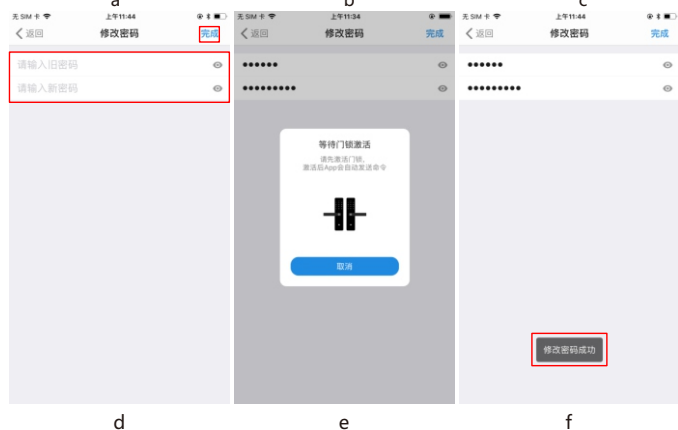 a
b
c
无 SIM 卡
上午11:44
返回
修改密码
完成
请输入旧密码
请输入新密码
无 SIM 卡
上午11:34
返回
修改密码
完成
••••••
•••••••••
等待门锁激活
请先激活门锁,
激活后App会自动发送命令
取消
无 SIM 卡
上午11:44
返回
修改密码
完成
••••••
•••••••••
修改密码成功
d
e
f